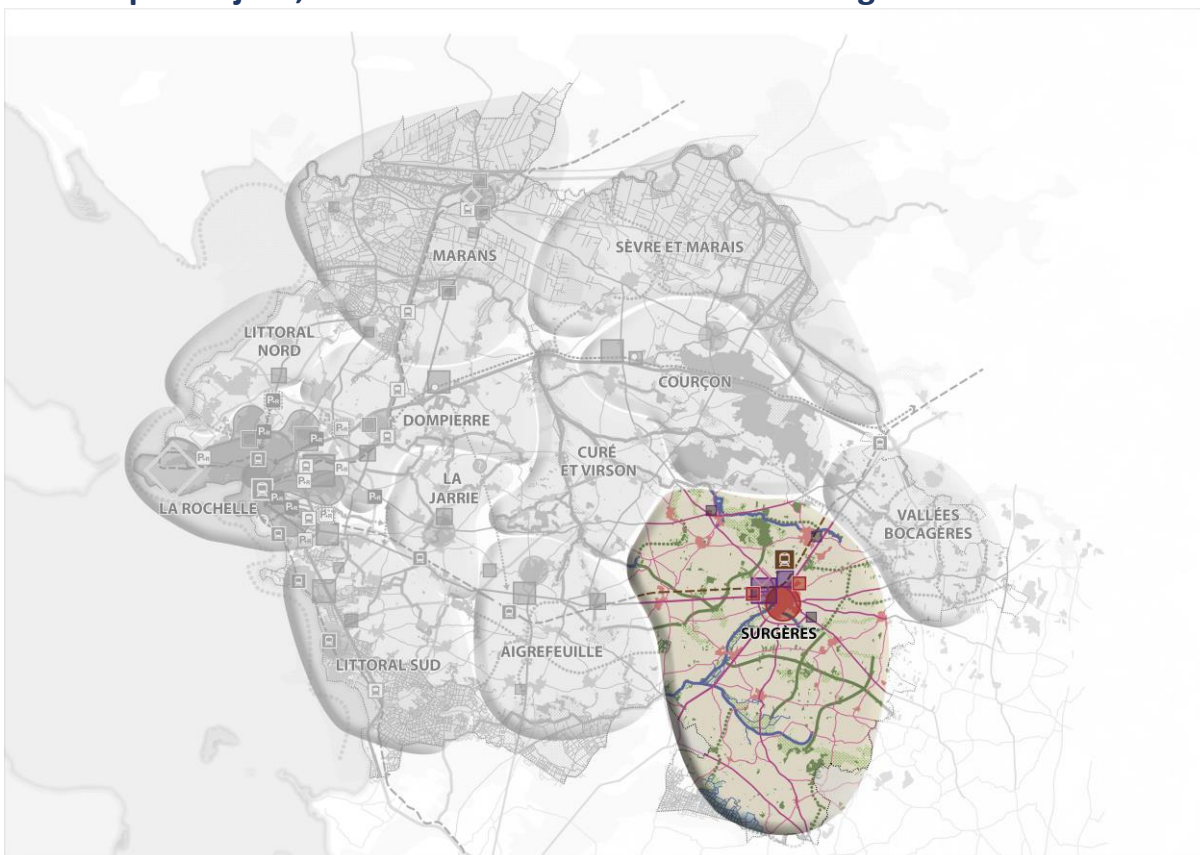 MARANS
SÈVRE ET MARAIS
LITTORAL
NORD
COURÇON
DOMPIERRE
CURÉ
ET VIRSON
LA
JARRIE
LA ROCHELLE
VALLÉES
BOCAGÈRES
SURGÈRES
AIGREFEUILLE
LITTORAL SUD
P+R
P+R
P+R
P+R
P+R
P+R